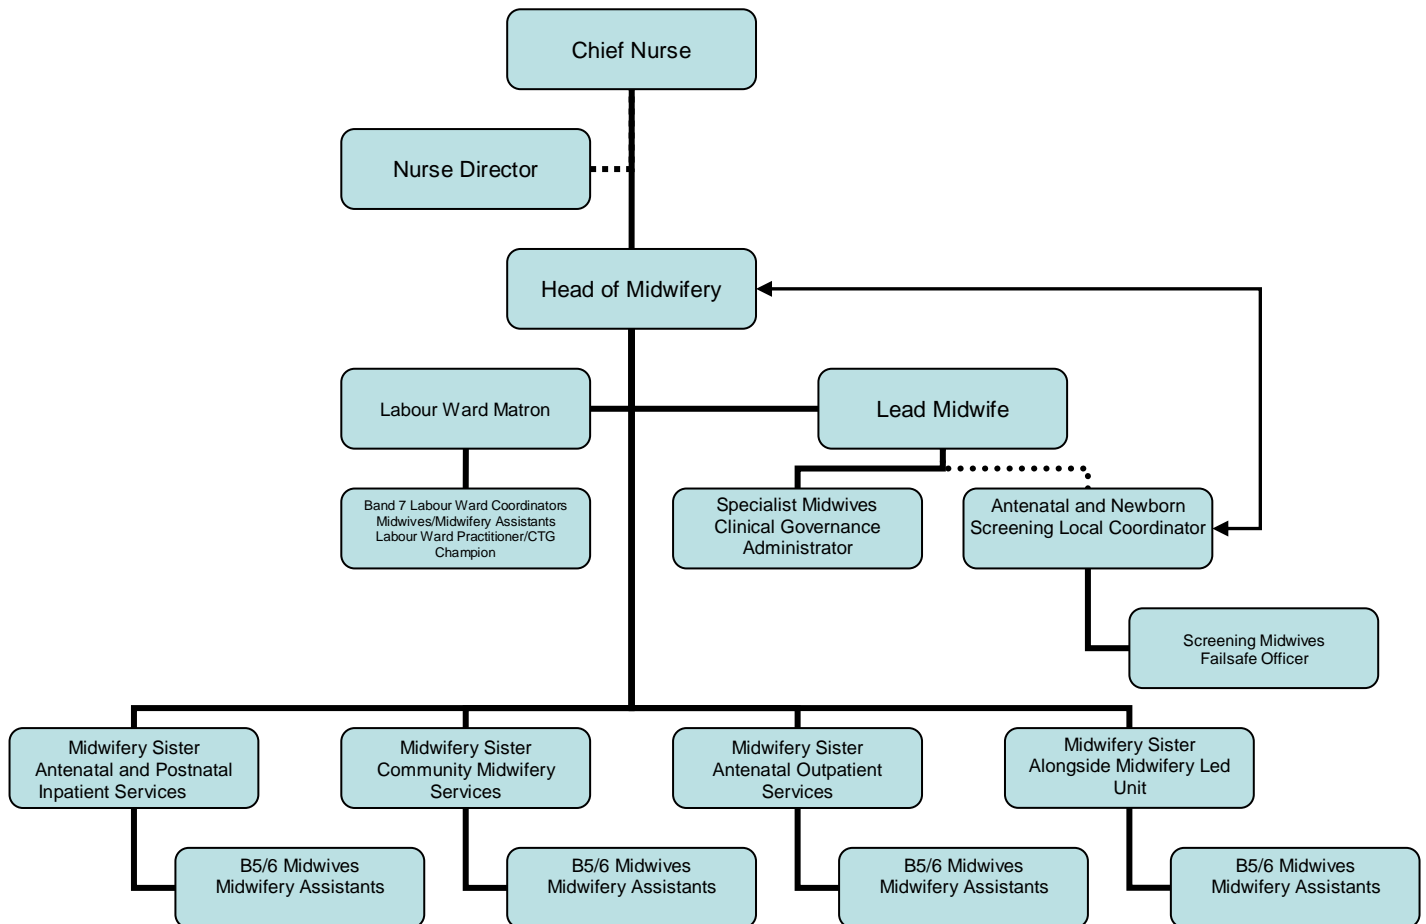 Chief Nurse
Nurse Director
Head of Midwifery
Labour Ward Matron
Lead Midwife
Band 7 Labour Ward Coordinators
Midwives/Midwifery Assistants
Labour Ward Practitioner/CTG
Champion
Specialist Midwives
Clinical Governance
Administrator
Antenatal and Newborn
Screening Local Coordinator
Screening Midwives
Failsafe Officer
Midwifery Sister
Antenatal and Postnatal
Inpatient Services
Midwifery Sister
Community Midwifery
Services
Midwifery Sister
Antenatal Outpatient
Services
Midwifery Sister
Alongside Midwifery Led
Unit
B5/6 Midwives
Midwifery Assistants
B5/6 Midwives
Midwifery Assistants
B5/6 Midwives
Midwifery Assistants
B5/6 Midwives
Midwifery Assistants